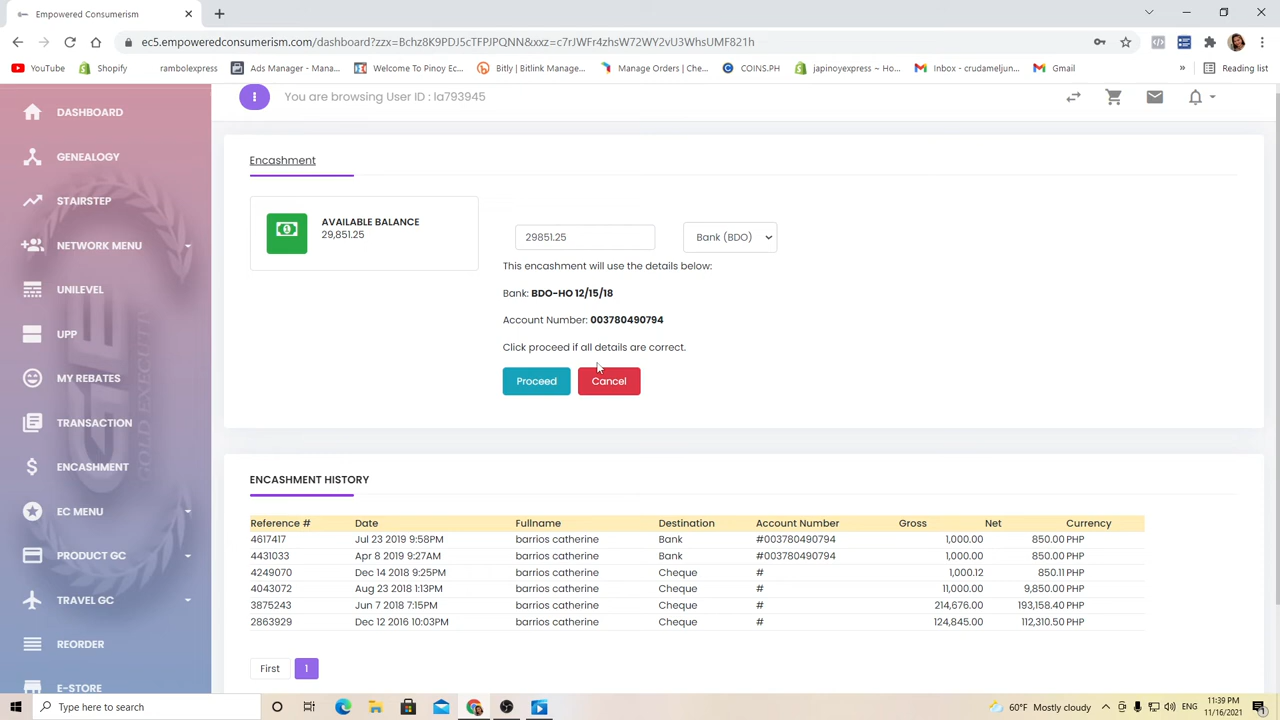 Empowered Consumerism
ec5.empoweredconsumerism.com/dashboard?zzx=Bchz8K9PDJ5cTFPJPQNN&xyz=c7rJWFr4zhsW72WY2vU3WhsUMF821h
YouTube Shopify rambolexpress Ads Manager - Mana... Welcome To Pinoy Ec... Bitly | Bitlink Manage... Manage Orders | Che... COINS.PH japinoyexpress ~ Ho... Inbox - crudameljun... Gmail » Reading list
You are browsing User ID : la793945
DASHBOARD
GENEALOGY
STAIRSTEP
NETWORK MENU
UNILEVEL
UPP
MY REBATES
TRANSACTION
ENCASHMENT
EC MENU
PRODUCT GC
TRAVEL GC
REORDER
E-STORE
Encashment
AVAILABLE BALANCE
29,851.25
29851.25 Bank (BDO)
This encashment will use the details below:
Bank: BDO-HO 12/15/18
Account Number: 003780490794
Click proceed if all details are correct.
Proceed Cancel
ENCASHMENT HISTORY
Reference # Date Fullname Destination Account Number Gross Net Currency
4617417 Jul 23 2019 9:58PM barrios catherine Bank #003780490794 1,000.00 850.00 PHP
4431033 Apr 8 2019 9:27AM barrios catherine Bank #003780490794 1,000.00 850.00 PHP
4249070 Dec 14 2018 9:25PM barrios catherine Cheque # 1,000.12 850.11 PHP
4043072 Aug 23 2018 1:13PM barrios catherine Cheque # 11,000.00 9,850.00 PHP
3875243 Jun 7 2018 7:15PM barrios catherine Cheque # 214,676.00 193,158.40 PHP
2863929 Dec 12 2016 10:03PM barrios catherine Cheque # 124,845.00 112,310.50 PHP
First 1
Type here to search 60°F Mostly cloudy 11:39 PM
11/16/2021